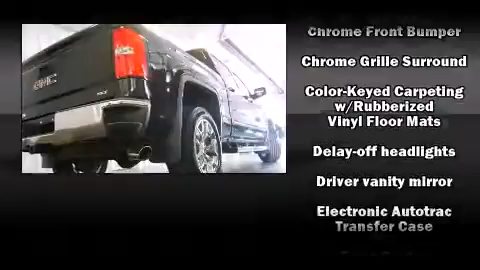 Chrome Front Bumper
Chrome Grille Surround
Color-Keyed Carpeting
w/Rubberized
Vinyl Floor Mats
Delay-off headlights
Driver vanity mirror
Electronic Autotrac
Transfer Case
GMC